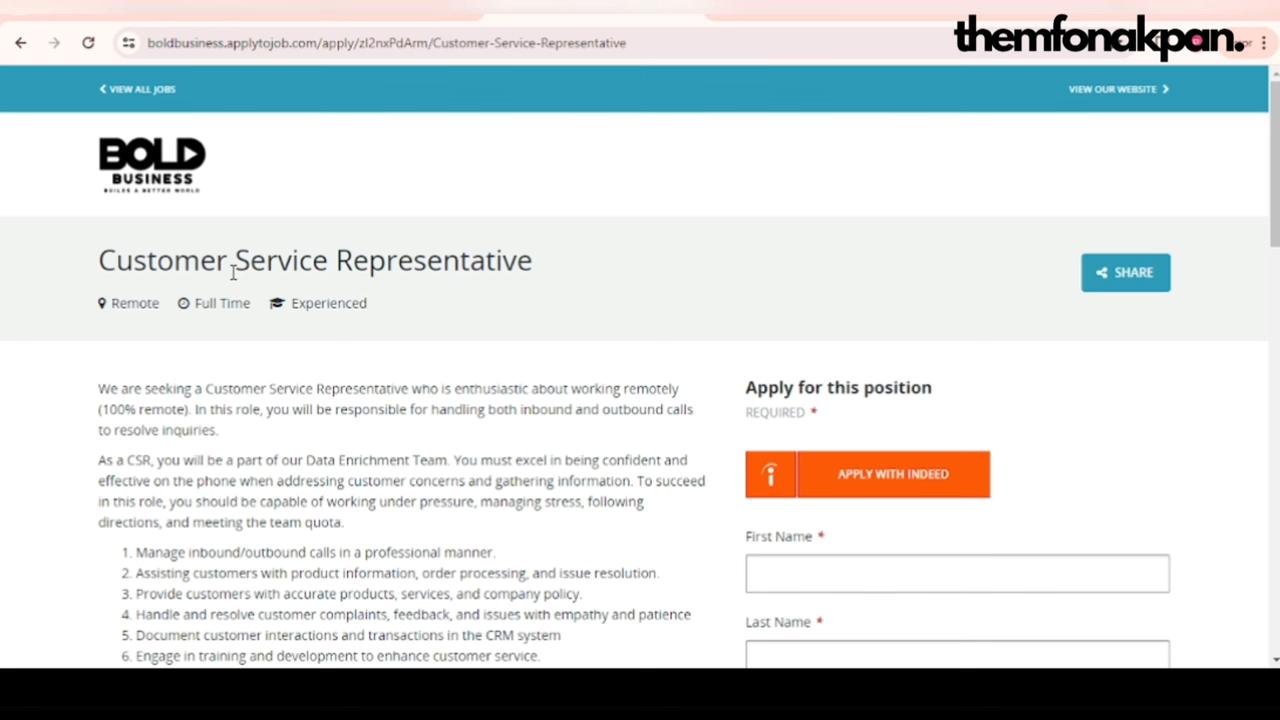 boldbusiness.applytojob.com/apply/zl2nxPdArm/Customer-Service-Representative
themfonakpan.
VIEW ALL JOBS
VIEW OUR WEBSITE
BOLD
BUSINESS
BUILDS A BETTER WORLD
Customer Service Representative
SHARE
Remote Full Time Experienced
We are seeking a Customer Service Representative who is enthusiastic about working remotely
(100% remote). In this role, you will be responsible for handling both inbound and outbound calls
to resolve inquiries.
As a CSR, you will be a part of our Data Enrichment Team. You must excel in being confident and
effective on the phone when addressing customer concerns and gathering information. To succeed
in this role, you should be capable of working under pressure, managing stress, following
directions, and meeting the team quota.
1. Manage inbound/outbound calls in a professional manner.
2. Assisting customers with product information, order processing, and issue resolution.
3. Provide customers with accurate products, services, and company policy.
4. Handle and resolve customer complaints, feedback, and issues with empathy and patience
5. Document customer interactions and transactions in the CRM system
6. Engage in training and development to enhance customer service.
Apply for this position
REQUIRED *
APPLY WITH INDEED
First Name *
Last Name *